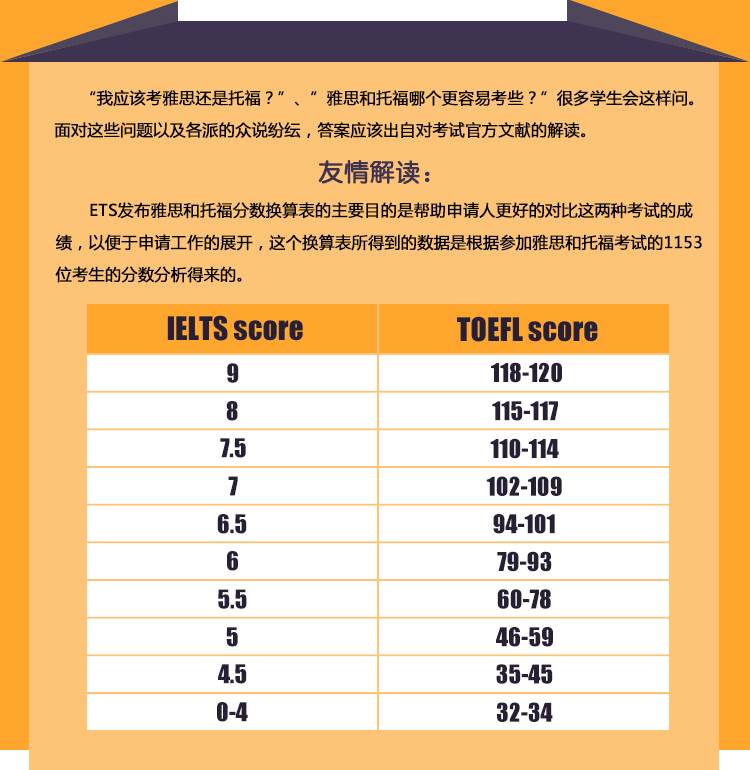 “我应该考雅思还是托福？”、”雅思和托福哪个更容易考些？”很多学生会这样问。
面对这些问题以及各派的众说纷纭，答案应该出自对考试官方文献的解读。
友情解读：
ETS发布雅思和托福分数换算表的主要目的是帮助申请人更好的对比这两种考试的成
绩，以便于申请工作的展开，这个换算表所得到的数据是根据参加雅思和托福考试的1153
位考生的分数分析得来的。
IELTS score TOEFL score
9 118-120
8 115-117
7.5 110-114
7 102-109
6.5 94-101
6 79-93
5.5 60-78
5 46-59
4.5 35-45
0-4 32-34